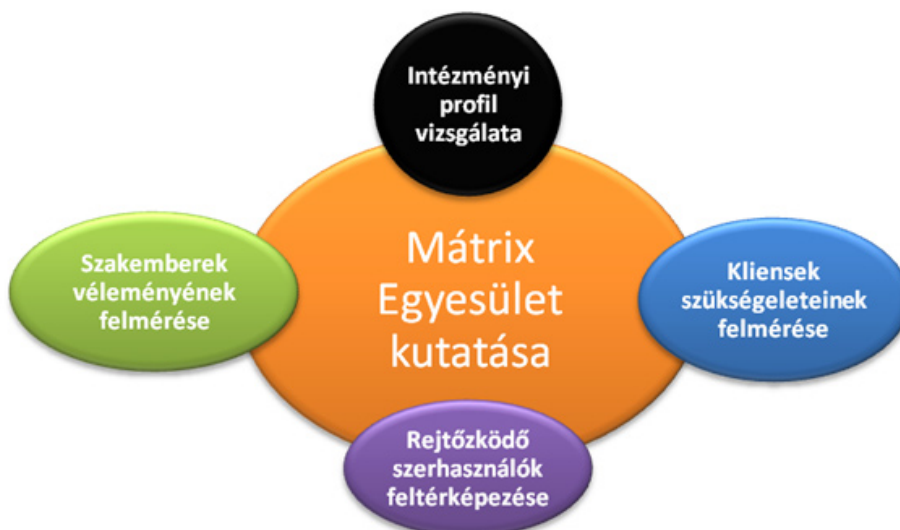 Intézményi
profil
vizsgálata
Szakemberek
véleményének
felmérése
Mátrix
Egyesület
kutatása
Kliensek
szükségeleteinek
felmérése
Rejtőzködő
szerhasználók
feltérképezése